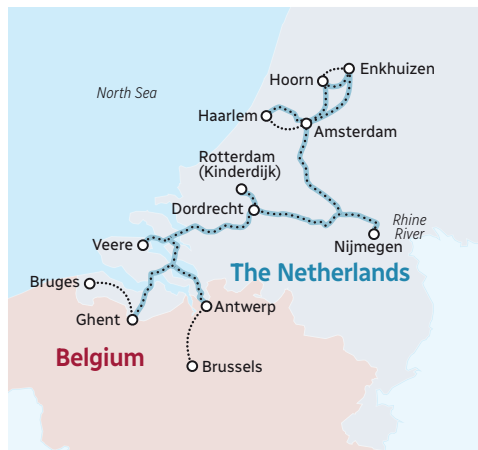 Enkhuizen
Hoorn
North Sea
Haarlem
Amsterdam
Rotterdam
(Kinderdijk)
Dordrecht
Rhine
River
Nijmegen
Veere
The Netherlands
Bruges
Ghent
Antwerp
Belgium
Brussels